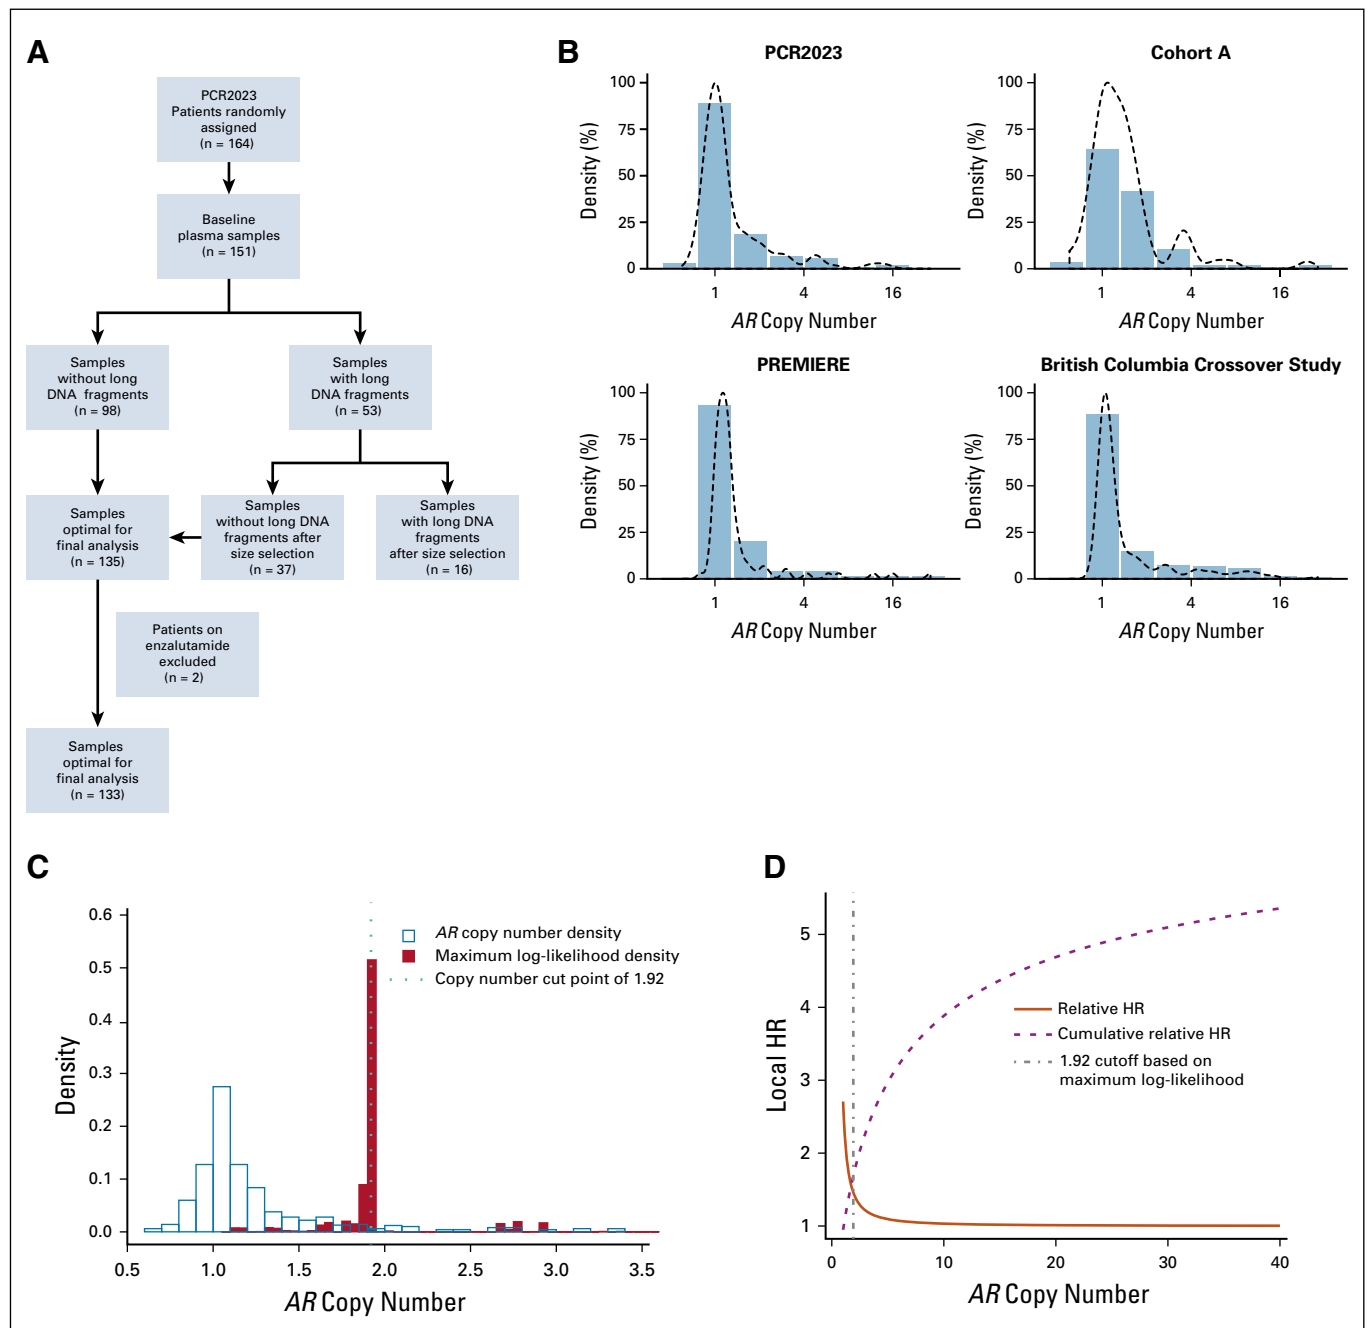 A
PCR2023
Patients randomly
assigned
(n = 164)
Baseline
plasma samples
(n = 151)
Samples
without long
DNA fragments
(n = 98)
Samples
with long
DNA fragments
(n = 53)
Samples
optimal for
final analysis
(n = 135)
Samples
without long DNA
fragments after
size selection
(n = 37)
Samples
with long DNA
fragments
after size selection
(n = 16)
Patients on
enzalutamide
excluded
(n = 2)
Samples
optimal for
final analysis
(n = 133)
B
PCR2023
Density (%)
100
75
50
25
0
1 4 16
AR Copy Number
Cohort A
Density (%)
100
75
50
25
0
1 4 16
AR Copy Number
PREMIERE
Density (%)
100
75
50
25
0
1 4 16
AR Copy Number
British Columbia Crossover Study
Density (%)
100
75
50
25
0
1 4 16
AR Copy Number
C
Density
0.6
0.5
0.4
0.3
0.2
0.1
0.0
0.5 1.0 1.5 2.0 2.5 3.0 3.5
AR Copy Number
AR copy number density
Maximum log-likelihood density
Copy number cut point of 1.92
D
Local HR
5
4
3
2
1
0 10 20 30 40
AR Copy Number
Relative HR
Cumulative relative HR
1.92 cutoff based on
maximum log-likelihood